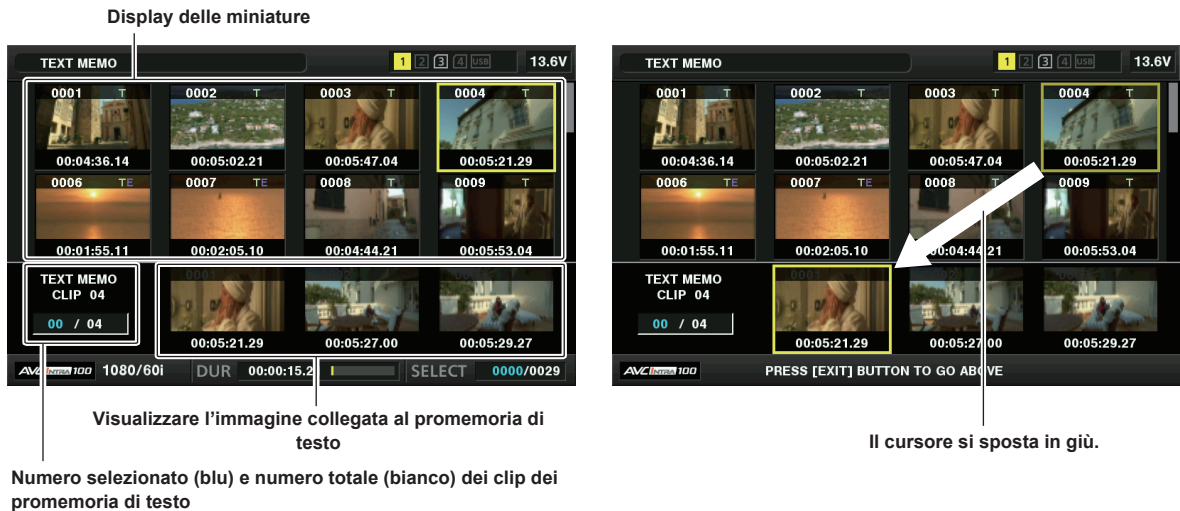 Display delle miniature
TEXT MEMO
1 2 3 4 USB
13.6V
0001 T 0002 T 0003 T 0004 T
00:04:36.14 00:05:02.21 00:05:47.04 00:05:21.29
0006 TE 0007 TE 0008 T 0009 T
00:01:55.11 00:02:05.10 00:04:44.21 00:05:53.04
TEXT MEMO
CLIP 04
00 / 04
0001 0002 0003
00:05:21.29 00:05:27.00 00:05:29.27
AVC INTRA 100 1080/60i DUR 00:00:15.2 SELECT 0000/0029
Visualizzare l'immagine collegata al promemoria di
testo
Numero selezionato (blu) e numero totale (bianco) dei clip dei
promemoria di testo
TEXT MEMO
1 2 3 4 USB
13.6V
0001 T 0002 T 0003 T 0004 T
00:04:36.14 00:05:02.21 00:05:47.04 00:05:21.29
0006 TE 0007 TE 0008 T 0009 T
00:01:55.11 00:02:05.10 00:04:44.21 00:05:53.04
TEXT MEMO
CLIP 04
00 / 04
0001 0002 0003
00:05:21.29 00:05:27.00 00:05:29.27
AVC INTRA 100 PRESS [EXIT] BUTTON TO GO ABOVE
Il cursore si sposta in giù.